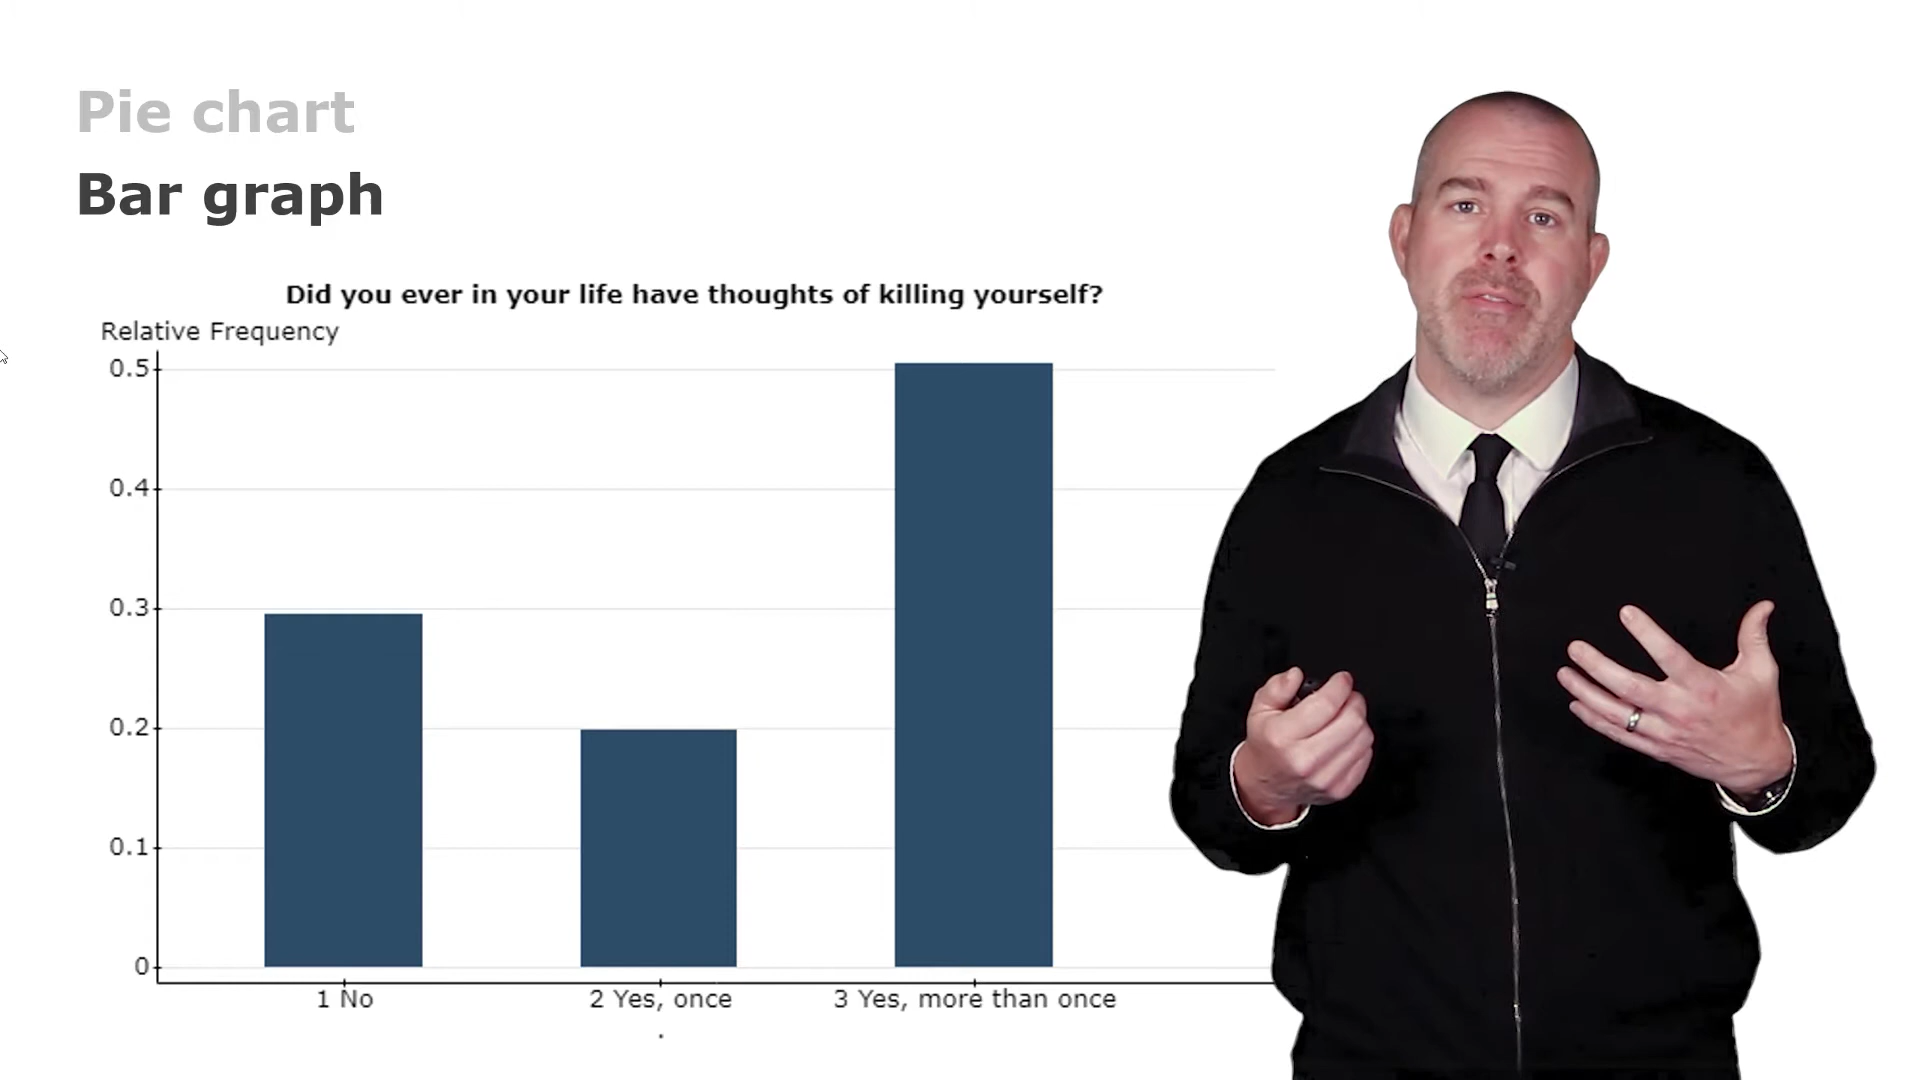 Pie chart
Bar graph
Did you ever in your life have thoughts of killing yourself?
Relative Frequency
0.5
0.4
0.3
0.2
0.1
0
1 No 2 Yes, once 3 Yes, more than once
.